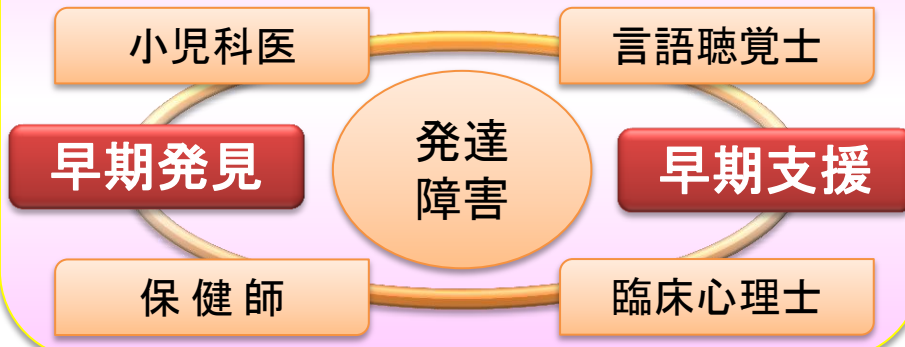 小児科医
言語聴覚士
早期発見
発達
障害
早期支援
保健師
臨床心理士